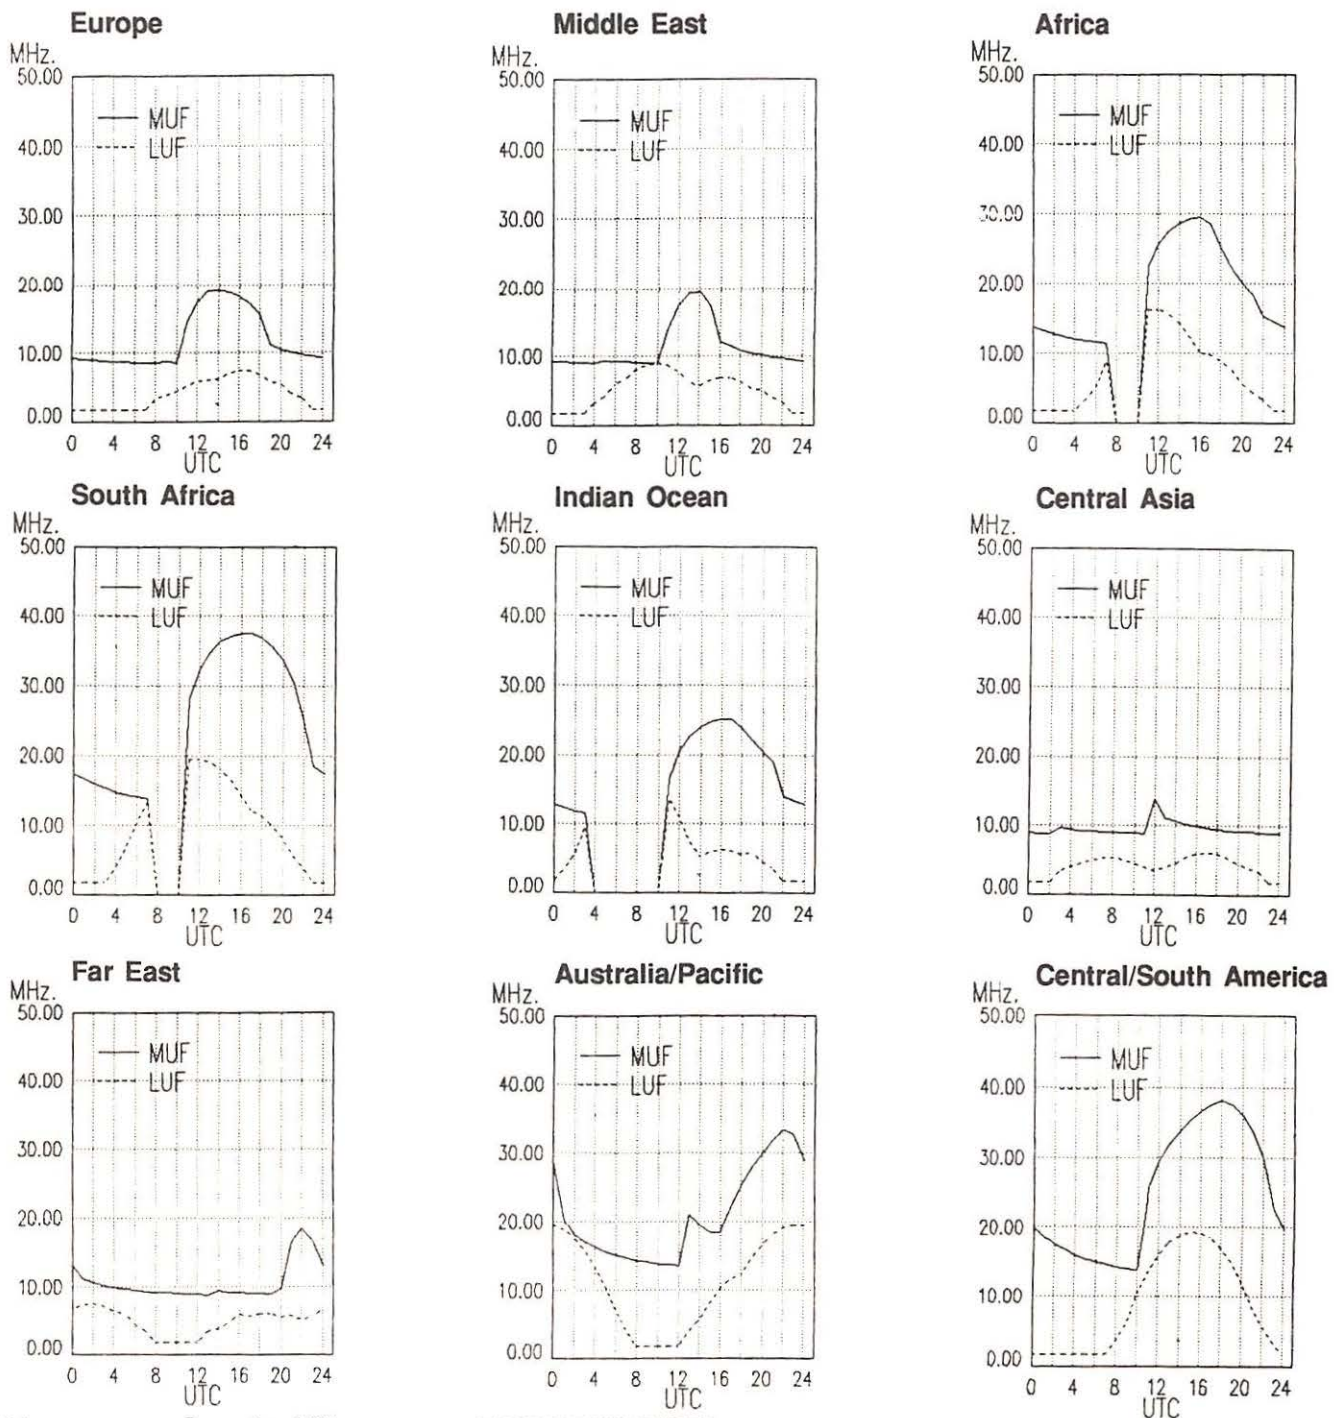 Europe
MHz.
50.00
MUF
LUF
40.00
30.00
20.00
10.00
0.00
0 4 8 12 16 20 24
UTC
Middle East
MHz.
50.00
MUF
LUF
40.00
30.00
20.00
10.00
0.00
0 4 8 12 16 20 24
UTC
Africa
MHz.
50.00
MUF
LUF
40.00
30.00
20.00
10.00
0.00
0 4 8 12 16 20 24
UTC
South Africa
MHz.
50.00
MUF
LUF
40.00
30.00
20.00
10.00
0.00
0 4 8 12 16 20 24
UTC
Indian Ocean
MHz.
50.00
MUF
LUF
40.00
30.00
20.00
10.00
0.00
0 4 8 12 16 20 24
UTC
Central Asia
MHz.
50.00
MUF
LUF
40.00
30.00
20.00
10.00
0.00
0 4 8 12 16 20 24
UTC
Far East
MHz.
50.00
MUF
LUF
40.00
30.00
20.00
10.00
0.00
0 4 8 12 16 20 24
UTC
Australia/Pacific
MHz.
50.00
MUF
LUF
40.00
30.00
20.00
10.00
0.00
0 4 8 12 16 20 24
UTC
Central/South America
MHz.
50.00
MUF
LUF
40.00
30.00
20.00
10.00
0.00
0 4 8 12 16 20 24
UTC